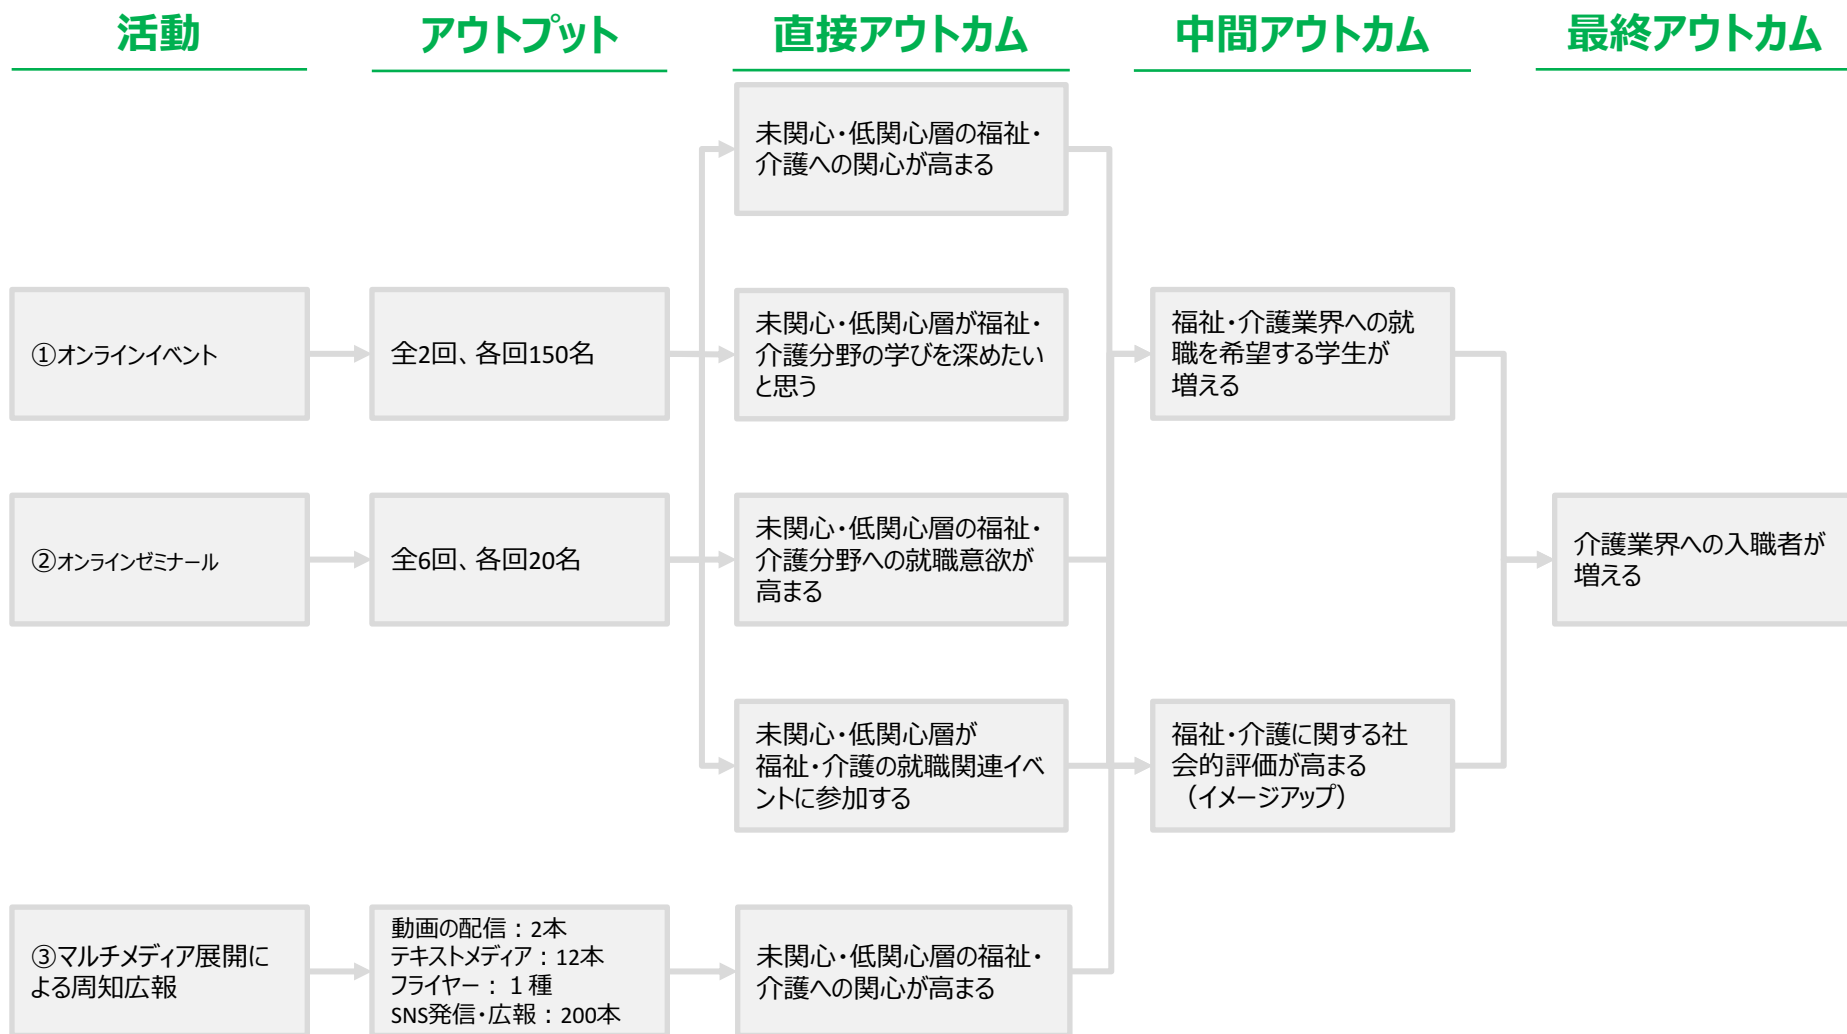 活動
アウトプット
直接アウトカム
中間アウトカム
最終アウトカム
未関心・低関心層の福祉・
介護への関心が高まる
①オンラインイベント
全2回、各回150名
未関心・低関心層が福祉・
介護分野の学びを深めたい
と思う
福祉・介護業界への就
職を希望する学生が
増える
②オンラインゼミナール
全6回、各回20名
未関心・低関心層の福祉・
介護分野への就職意欲が
高まる
介護業界への入職者が
増える
未関心・低関心層が
福祉・介護の就職関連イベ
ントに参加する
福祉・介護に関する社
会的評価が高まる
（イメージアップ）
③マルチメディア展開に
よる周知広報
動画の配信：2本
テキストメディア：12本
フライヤー：１種
SNS発信・広報：200本
未関心・低関心層の福祉・
介護への関心が高まる